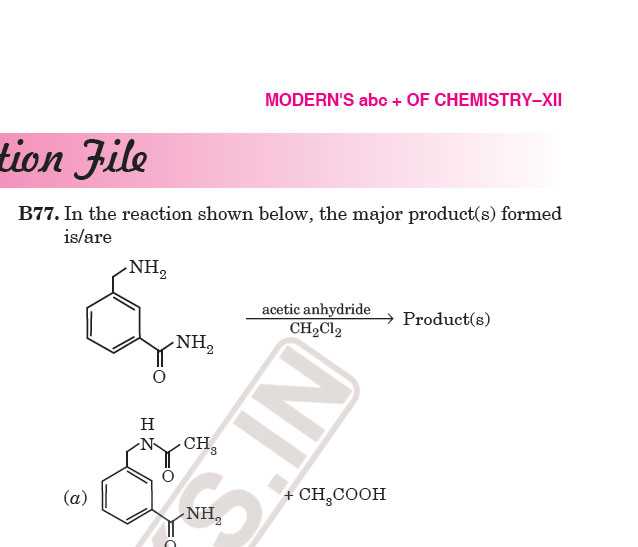 MODERN'S abc + OF CHEMISTRY–XII
tion File
B77. In the reaction shown below, the major product(s) formed
is/are
NH₂
acetic anhydride
CH₂Cl₂
Product(s)
NH₂
O
H
N
CH₃
O
(a)
+ CH₃COOH
NH₂
O
S.IN